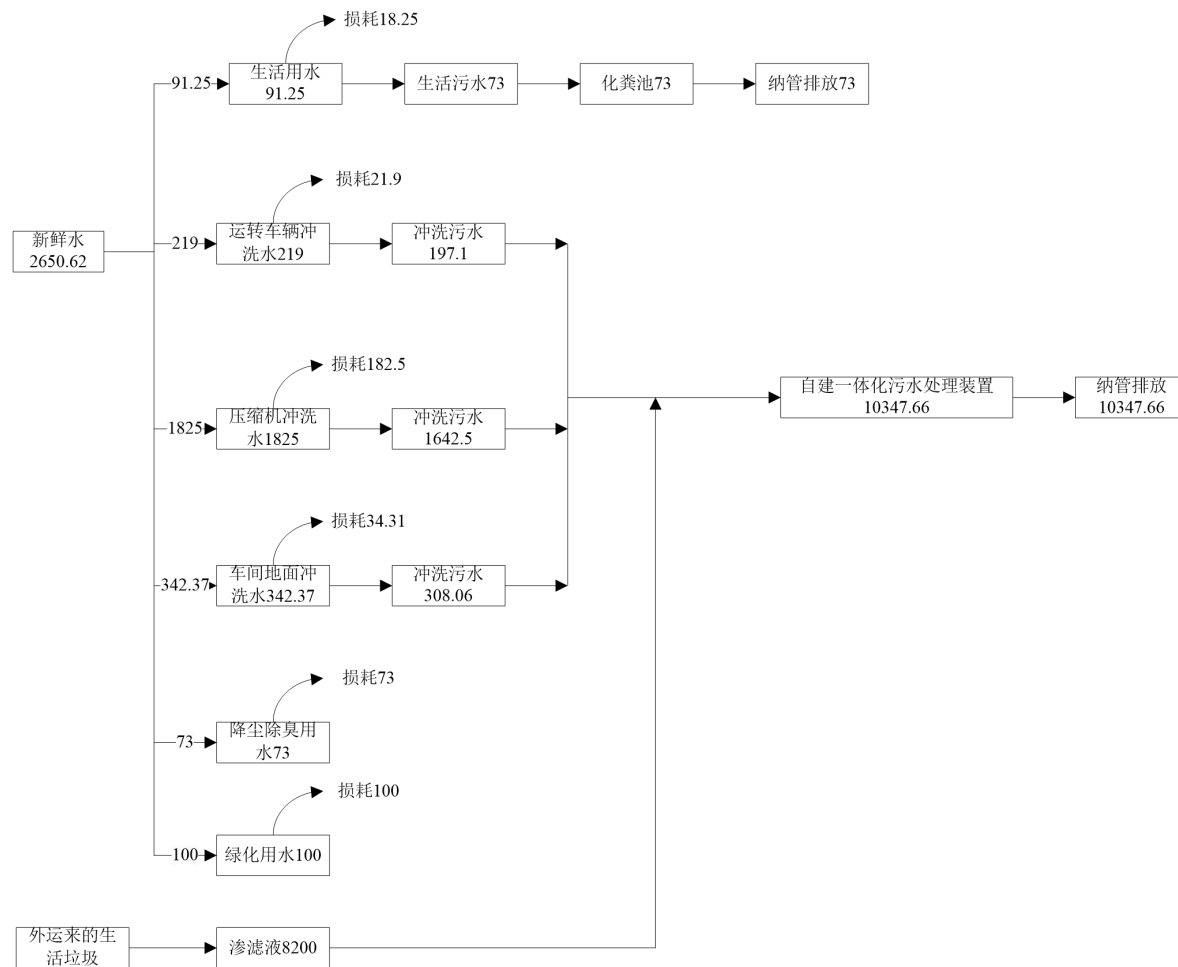 损耗18.25
91.25
生活用水
91.25
生活污水73
化粪池73
纳管排放73
损耗21.9
新鲜水
2650.62
219
运转车辆冲
洗水219
冲洗污水
197.1
损耗182.5
自建一体化污水处理装置
10347.66
纳管排放
10347.66
1825
压缩机冲洗
水1825
冲洗污水
1642.5
损耗34.31
342.37
车间地面冲
洗水342.37
冲洗污水
308.06
损耗73
73
降尘除臭用
水73
损耗100
100
绿化用水100
外运来的生
活垃圾
渗滤液8200